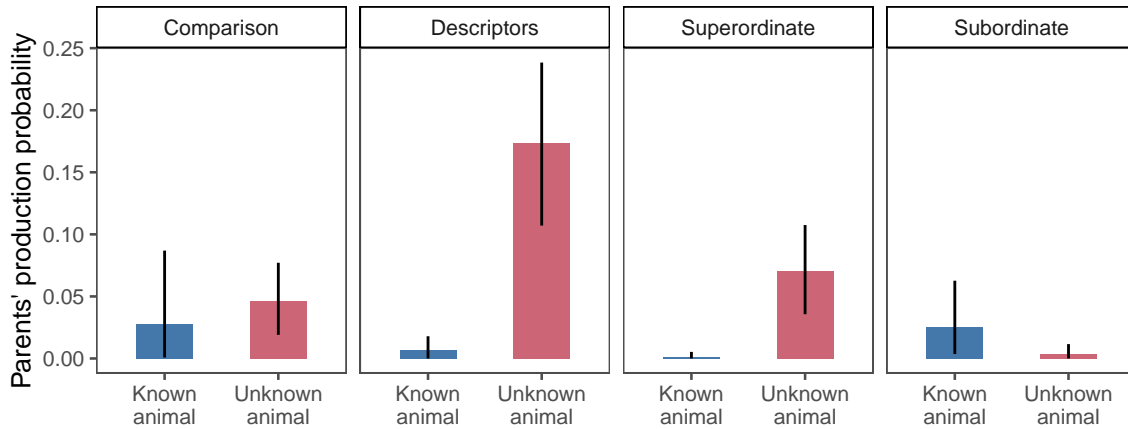 Comparison
Descriptors
Superordinate
Subordinate
Parents' production probability
0.25
0.20
0.15
0.10
0.05
0.00
Known
animal
Unknown
animal
Known
animal
Unknown
animal
Known
animal
Unknown
animal
Known
animal
Unknown
animal